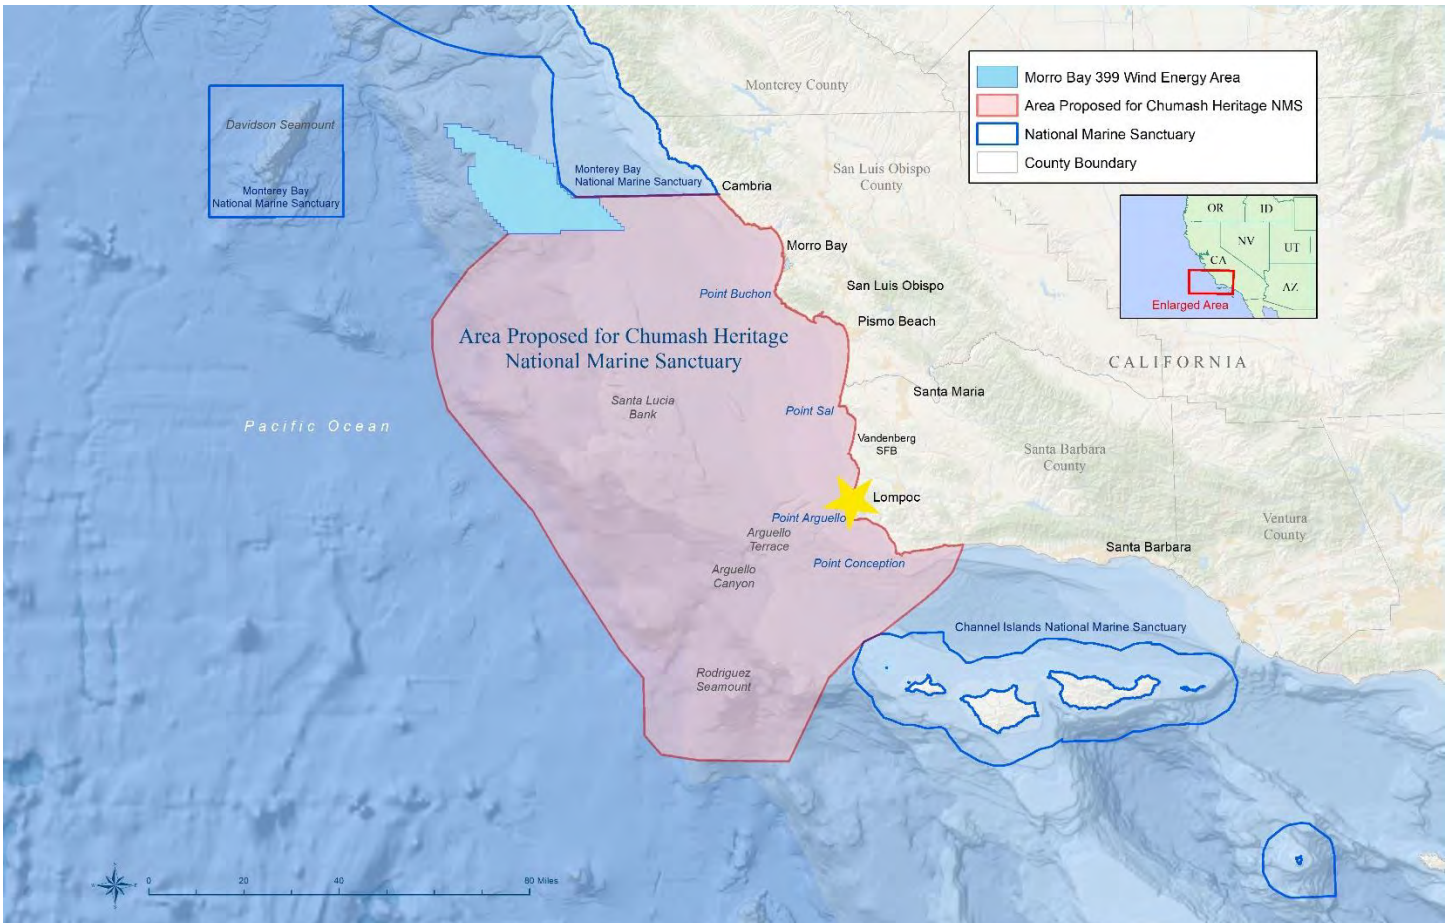 Morro Bay 399 Wind Energy Area
Area Proposed for Chumash Heritage NMS
National Marine Sanctuary
County Boundary
Monterey County
Davidson Seamount
Monterey Bay
National Marine Sanctuary
Monterey Bay
National Marine Sanctuary
Cambria
San Luis Obispo
County
OR
ID
NV
UT
CA
AZ
Enlarged Area
Morro Bay
San Luis Obispo
Point Buchon
Pismo Beach
Area Proposed for Chumash Heritage
National Marine Sanctuary
CALIFORNIA
Santa Lucia
Bank
Santa Maria
Point Sal
Pacific Ocean
Vandenberg
SFB
Santa Barbara
County
Lompoc
Point Arguello
Arguello
Terrace
Ventura
County
Santa Barbara
Point Conception
Arguello
Canyon
Channel Islands National Marine Sanctuary
Rodriguez
Seamount
0
20
40
80 Miles